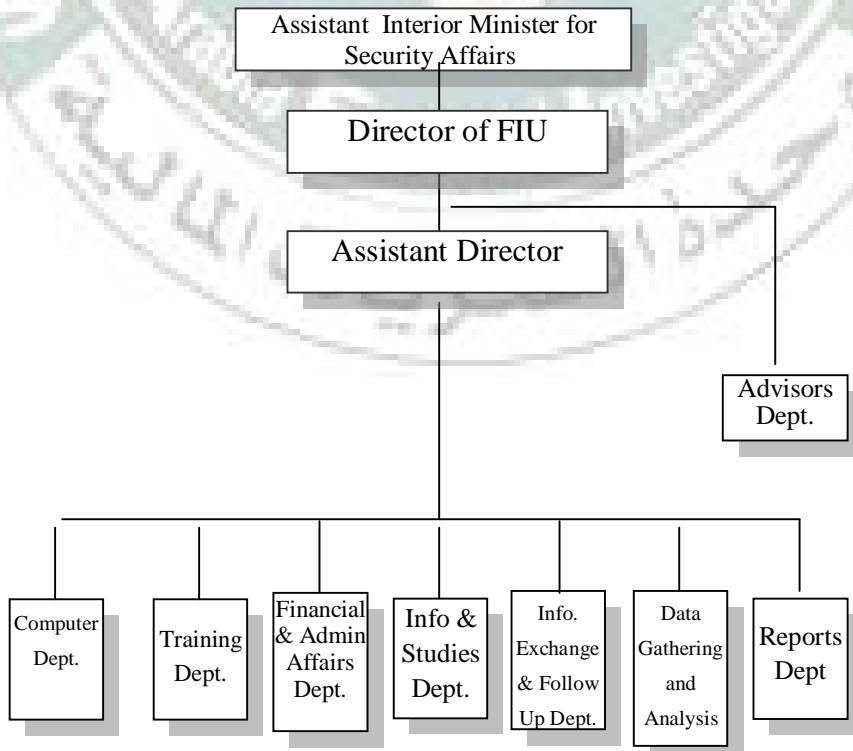 Assistant Interior Minister for
Security Affairs
Director of FIU
Assistant Director
Advisors
Dept.
Computer
Dept.
Training
Dept.
Financial
& Admin
Affairs
Dept.
Info &
Studies
Dept.
Info.
Exchange
& Follow
Up Dept.
Data
Gathering
and
Analysis
Reports
Dept